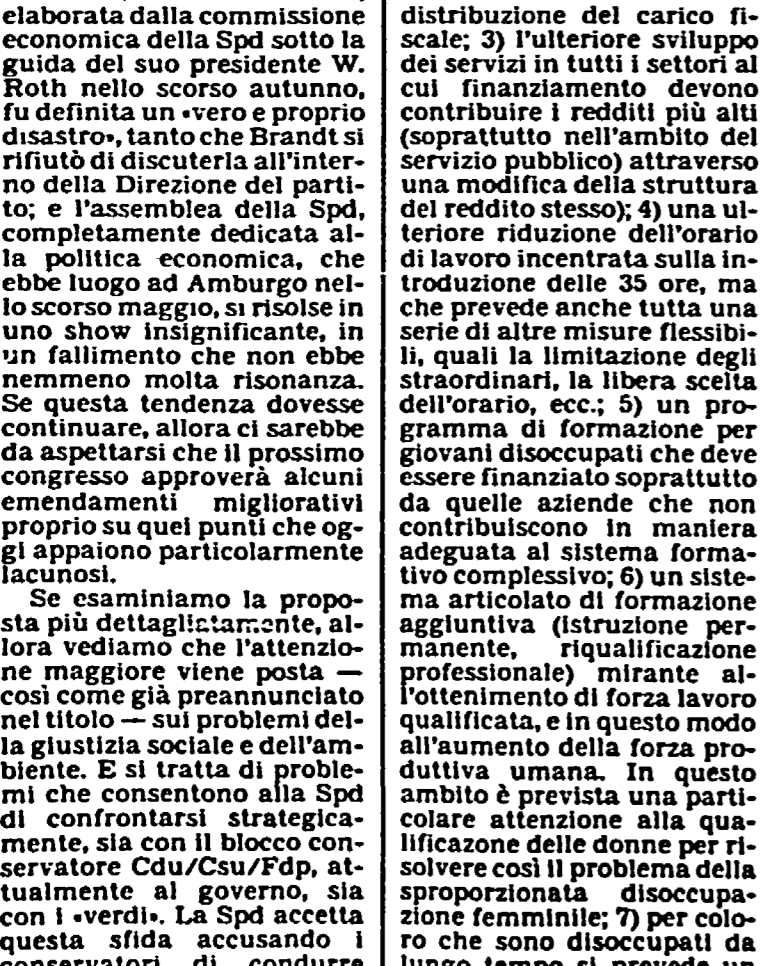 elaborata dalla commissione
economica della Spd sotto la
guida del suo presidente W.
Roth nello scorso autunno,
fu definita un «vero e proprio
disastro», tanto che Brandt si
rifiutò di discuterla all'inter-
no della Direzione del parti-
to; e l'assemblea della Spd,
completamente dedicata al-
la politica economica, che
ebbe luogo ad Amburgo nel-
lo scorso maggio, si risolse in
uno show insignificante, in
un fallimento che non ebbe
nemmeno molta risonanza.
Se questa tendenza dovesse
continuare, allora ci sarebbe
da aspettarsi che il prossimo
congresso approverà alcuni
emendamenti migliorativi
proprio su quei punti che og-
gi appaiono particolarmente
lacunosi.
Se esaminiamo la propo-
sta più dettagliatamente, al-
lora vediamo che l'attenzio-
ne maggiore viene posta —
così come già preannunciato
nel titolo — sui problemi del-
la giustizia sociale e dell'am-
biente. E si tratta di proble-
mi che consentono alla Spd
di confrontarsi strategica-
mente, sia con il blocco con-
servatore Cdu/Csu/Fdp, at-
tualmente al governo, sia
con i «verdi». La Spd accetta
questa sfida accusando i
conservatori di condurre
distribuzione del carico fi-
scale; 3) l'ulteriore sviluppo
dei servizi in tutti i settori al
cui finanziamento devono
contribuire i redditi più alti
(soprattutto nell'ambito del
servizio pubblico) attraverso
una modifica della struttura
del reddito stesso); 4) una ul-
teriore riduzione dell'orario
di lavoro incentrata sulla in-
troduzione delle 35 ore, ma
che prevede anche tutta una
serie di altre misure flessibi-
li, quali la limitazione degli
straordinari, la libera scelta
dell'orario, ecc.; 5) un pro-
gramma di formazione per
giovani disoccupati che deve
essere finanziato soprattutto
da quelle aziende che non
contribuiscono in maniera
adeguata al sistema forma-
tivo complessivo; 6) un siste-
ma articolato di formazione
aggiuntiva (istruzione per-
manente, riqualificazione
professionale) mirante al-
l'ottenimento di forza lavoro
qualificata, e in questo modo
all'aumento della forza pro-
duttiva umana. In questo
ambito è prevista una parti-
colare attenzione alla qua-
lificazone delle donne per ri-
solvere così il problema della
sproporzionata disoccupa-
zione femminile; 7) per colo-
ro che sono disoccupati da
lungo tempo si prevede un